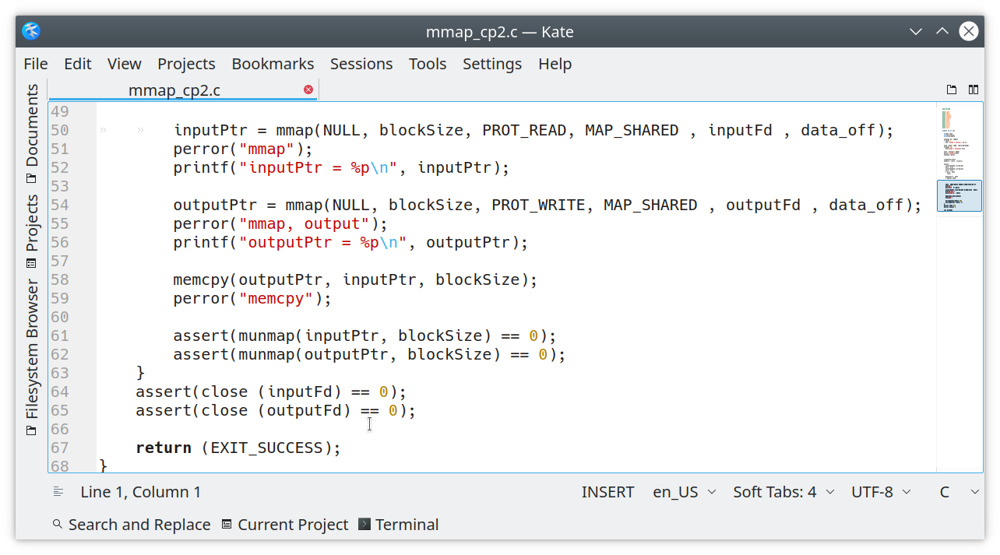 mmap_cp2.c — Kate
File Edit View Projects Bookmarks Sessions Tools Settings Help
mmap_cp2.c
Documents
Projects
Filesystem Browser
49
50 » » inputPtr = mmap(NULL, blockSize, PROT_READ, MAP_SHARED , inputFd , data_off);
51 perror("mmap");
52 printf("inputPtr = %p\n", inputPtr);
53
54 outputPtr = mmap(NULL, blockSize, PROT_WRITE, MAP_SHARED , outputFd , data_off);
55 perror("mmap, output");
56 printf("outputPtr = %p\n", outputPtr);
57
58 memcpy(outputPtr, inputPtr, blockSize);
59 perror("memcpy");
60
61 assert(munmap(inputPtr, blockSize) == 0);
62 assert(munmap(outputPtr, blockSize) == 0);
63 }
64 assert(close (inputFd) == 0);
65 assert(close (outputFd) == 0);
66
67 return (EXIT_SUCCESS);
68 }
Line 1, Column 1 INSERT en_US Soft Tabs: 4 UTF-8 C
Search and Replace Current Project Terminal